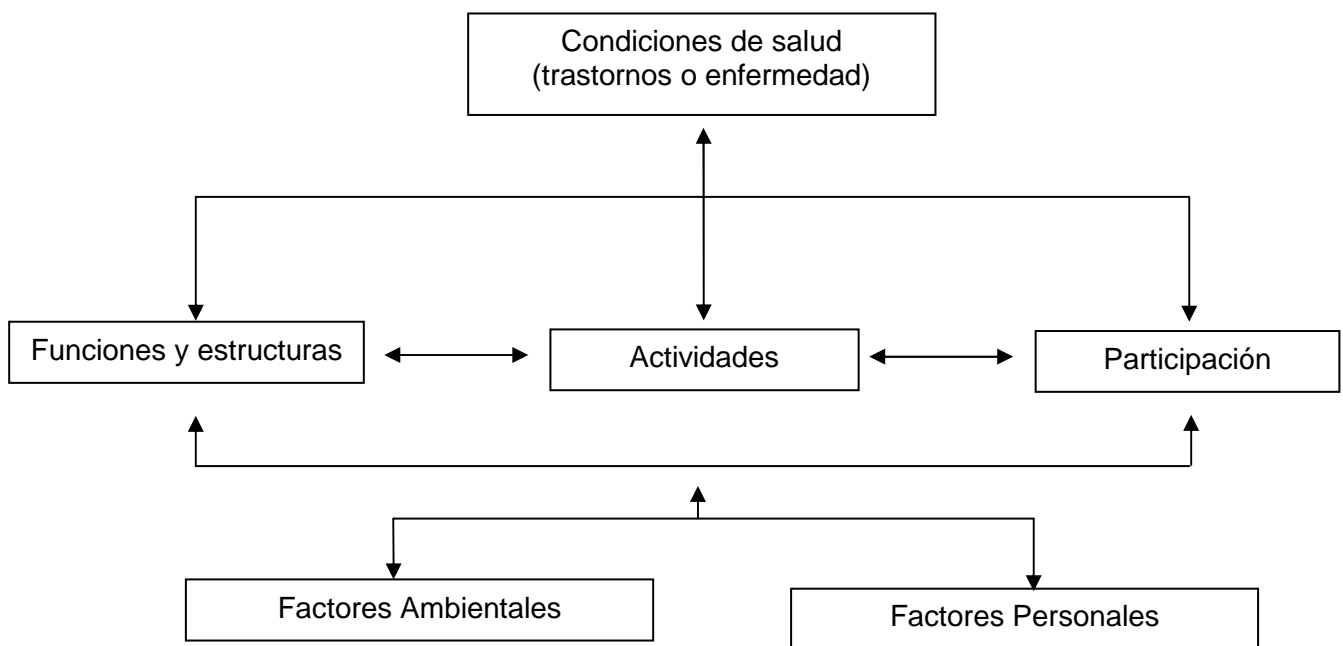 Condiciones de salud
(trastornos o enfermedad)
Funciones y estructuras
Actividades
Participación
Factores Ambientales
Factores Personales